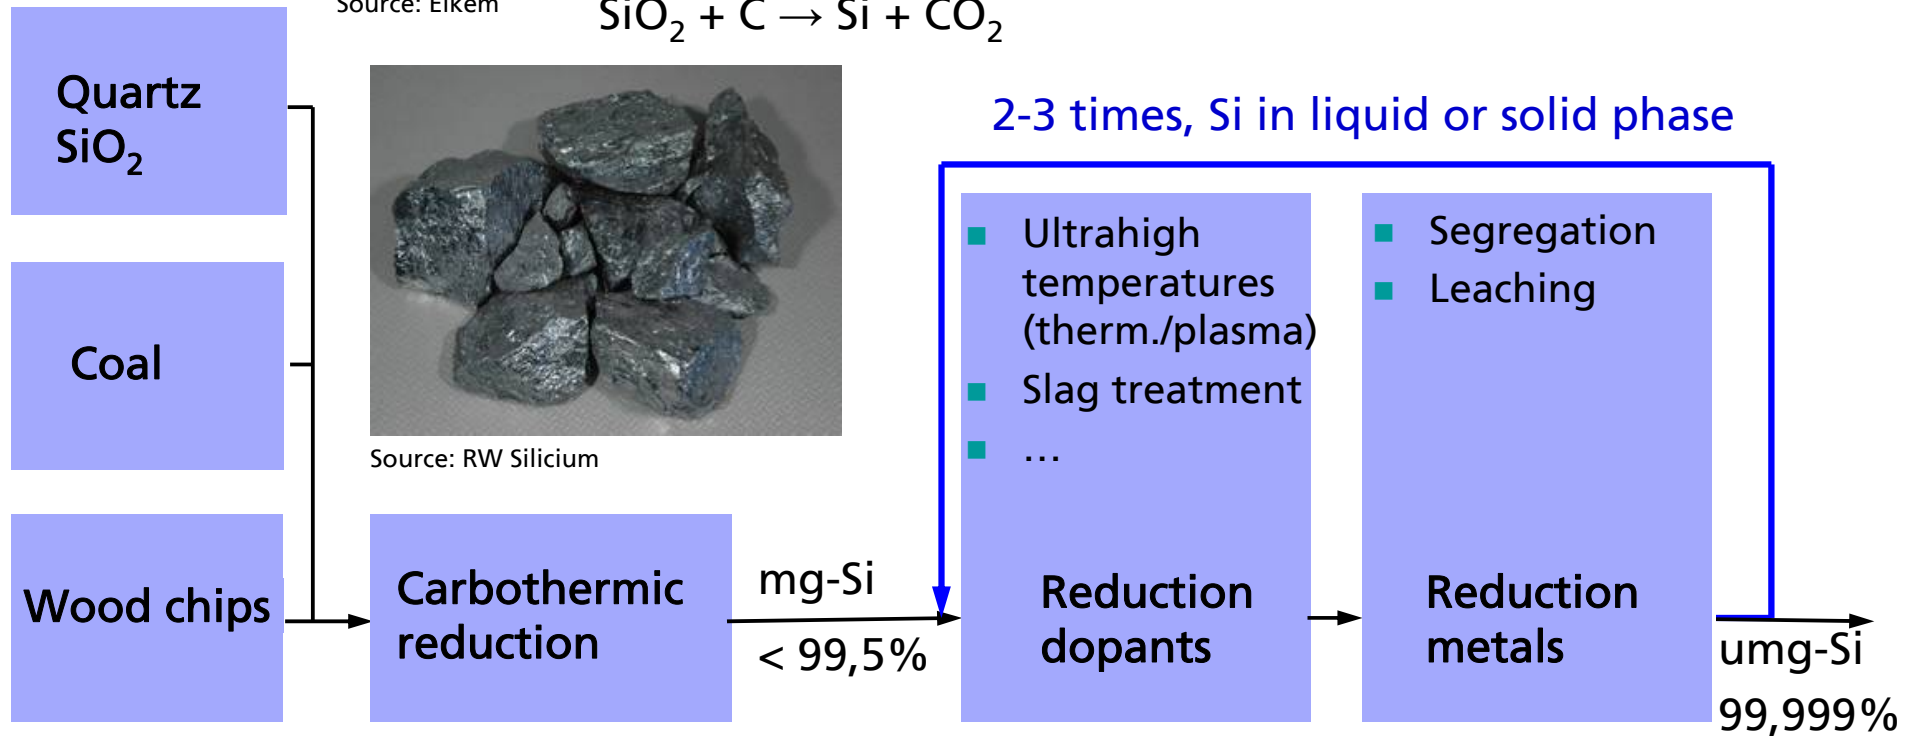 Source: Elkem
SiO₂ + C → Si + CO₂
Quartz
SiO₂
2-3 times, Si in liquid or solid phase
Ultrahigh
temperatures
(therm./plasma)
Slag treatment
…
Segregation
Leaching
Coal
Source: RW Silicium
Wood chips
Carbothermic
reduction
mg-Si
< 99,5%
Reduction
dopants
Reduction
metals
umg-Si
99,999%